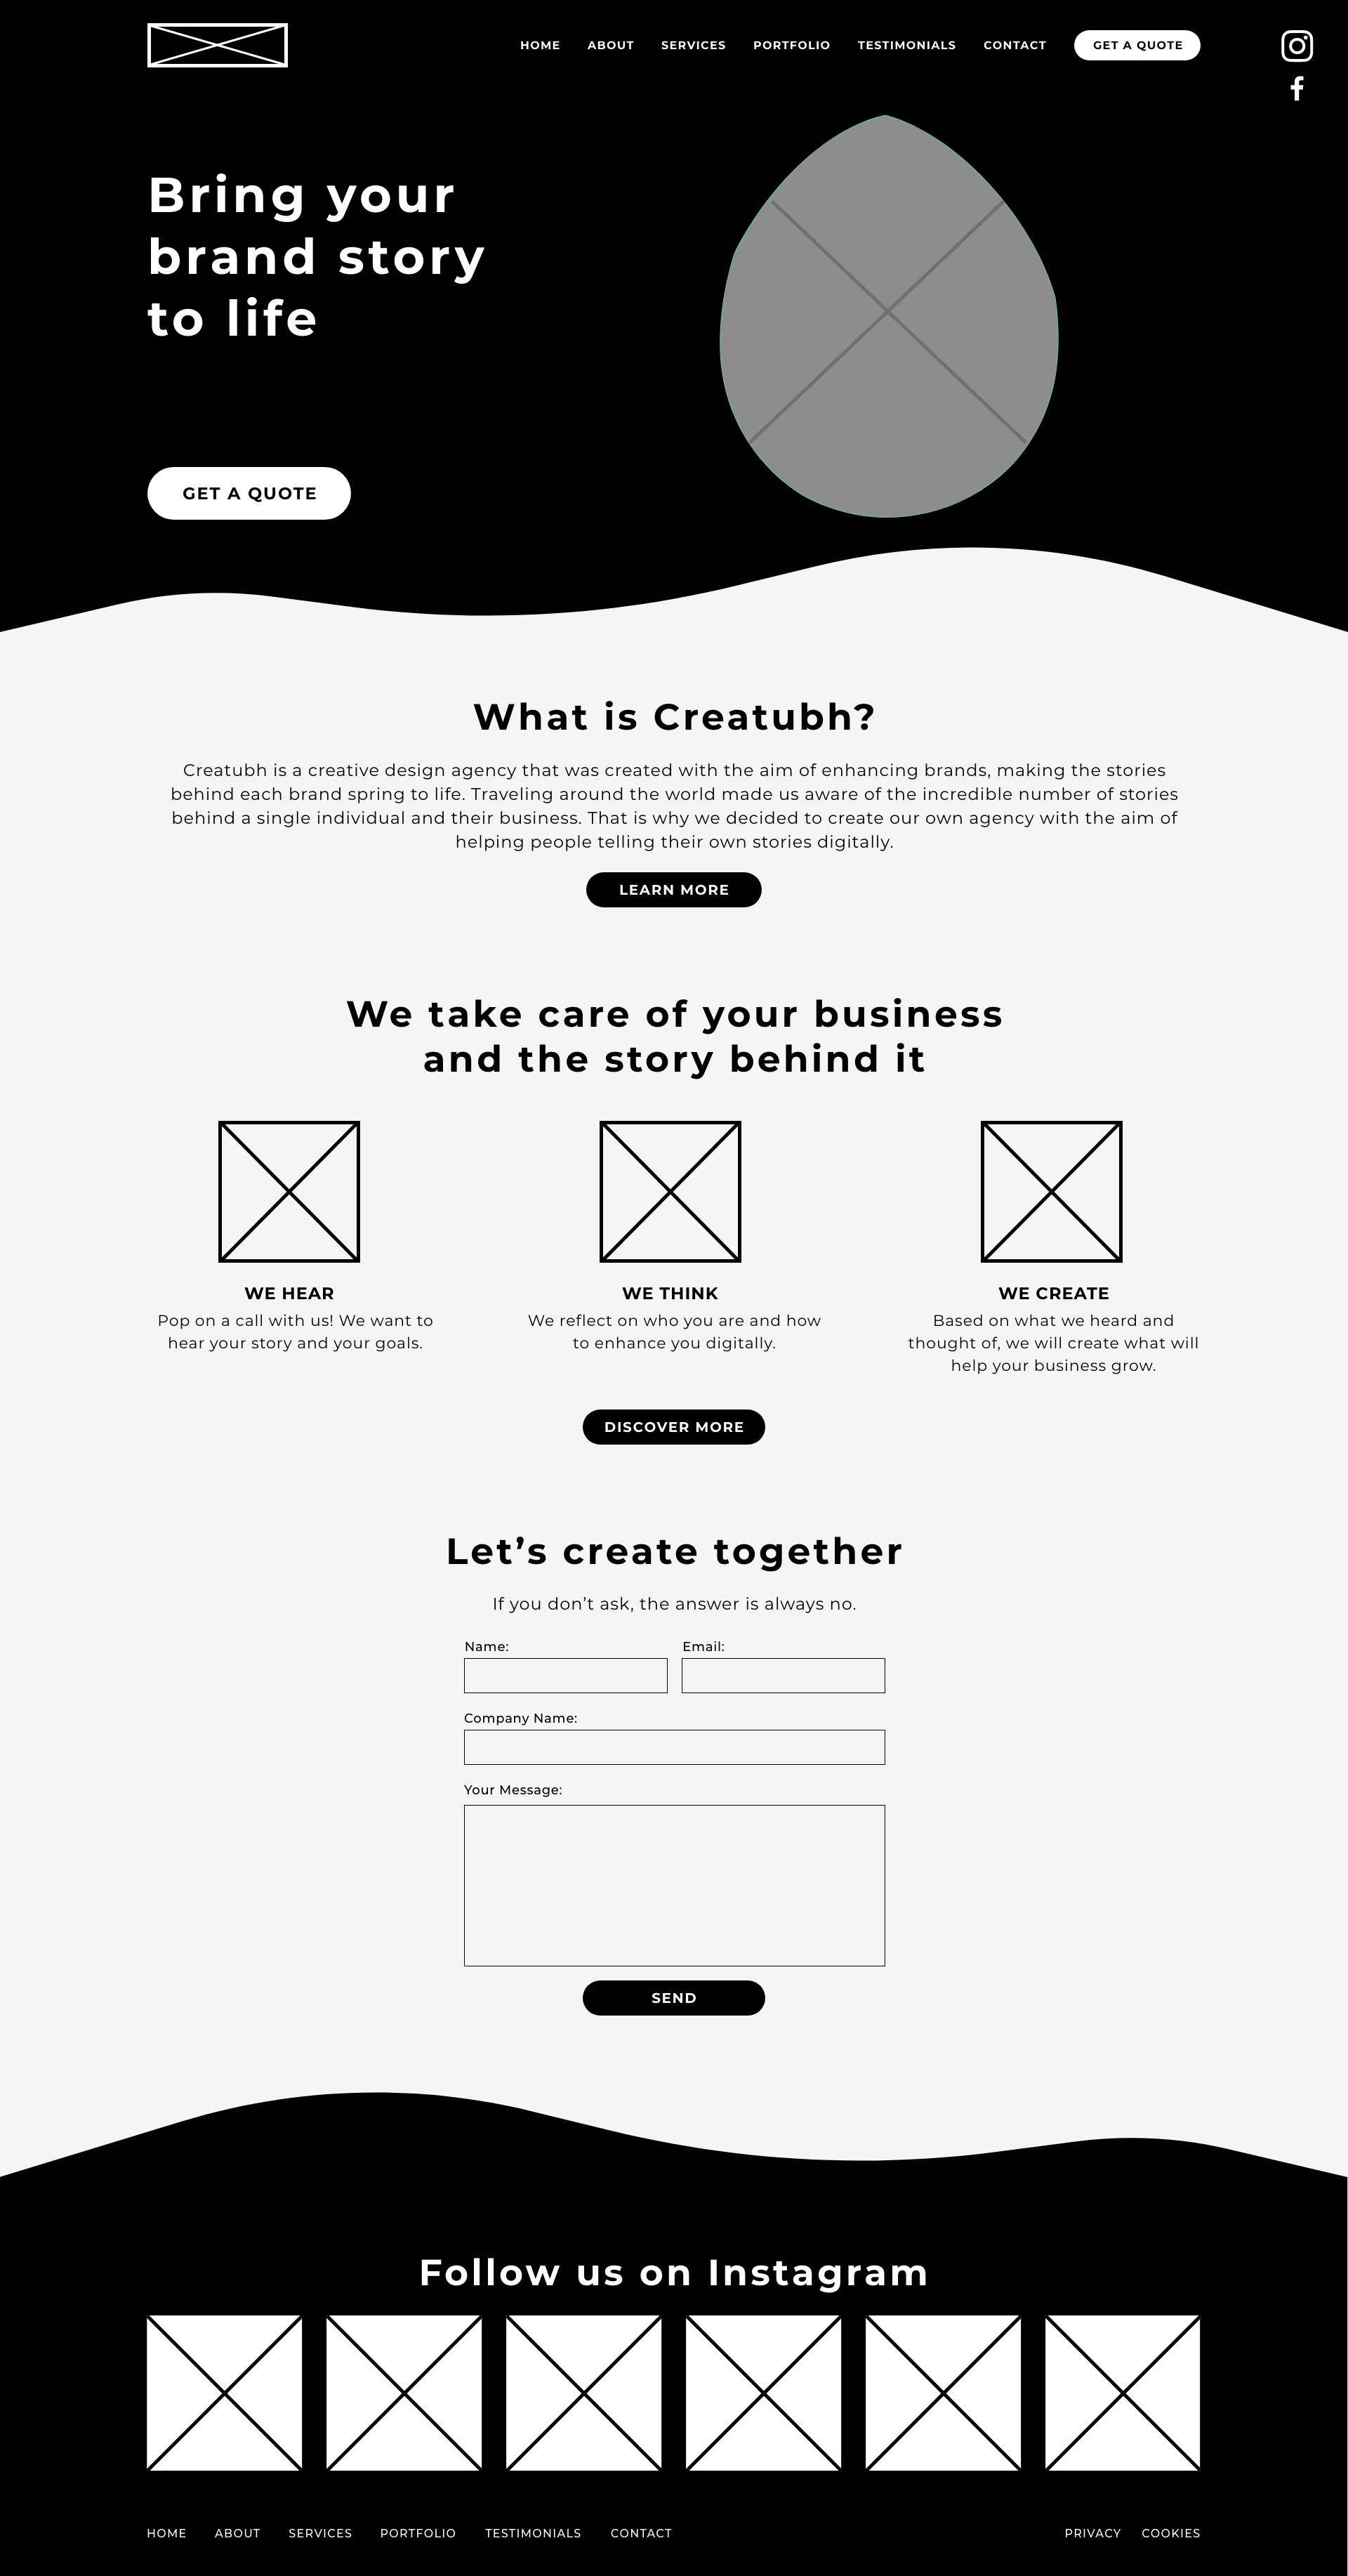 HOME ABOUT SERVICES PORTFOLIO TESTIMONIALS CONTACT GET A QUOTE
Bring your
brand story
to life
GET A QUOTE
What is Creatubh?
Creatubh is a creative design agency that was created with the aim of enhancing brands, making the stories
behind each brand spring to life. Traveling around the world made us aware of the incredible number of stories
behind a single individual and their business. That is why we decided to create our own agency with the aim of
helping people telling their own stories digitally.
LEARN MORE
We take care of your business
and the story behind it
WE HEAR
Pop on a call with us! We want to
hear your story and your goals.
WE THINK
We reflect on who you are and how
to enhance you digitally.
WE CREATE
Based on what we heard and
thought of, we will create what will
help your business grow.
DISCOVER MORE
Let’s create together
If you don’t ask, the answer is always no.
Name: Email:
Company Name:
Your Message:
SEND
Follow us on Instagram
HOME ABOUT SERVICES PORTFOLIO TESTIMONIALS CONTACT PRIVACY COOKIES